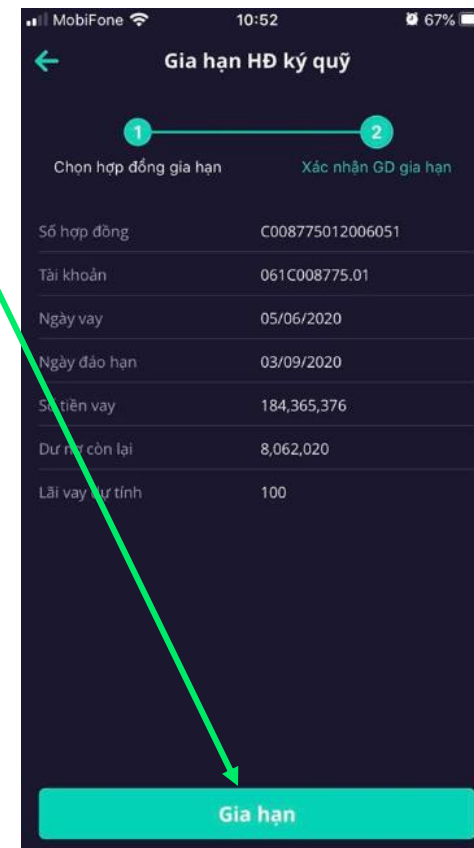 MobiFone 10:52 67%
Gia hạn HĐ ký quỹ
1 2
Chọn hợp đồng gia hạn Xác nhận GD gia hạn
Số hợp đồng C008775012006051
Tài khoản 061C008775.01
Ngày vay 05/06/2020
Ngày đáo hạn 03/09/2020
Số tiền vay 184,365,376
Dư nợ còn lại 8,062,020
Lãi vay dự tính 100
Gia hạn